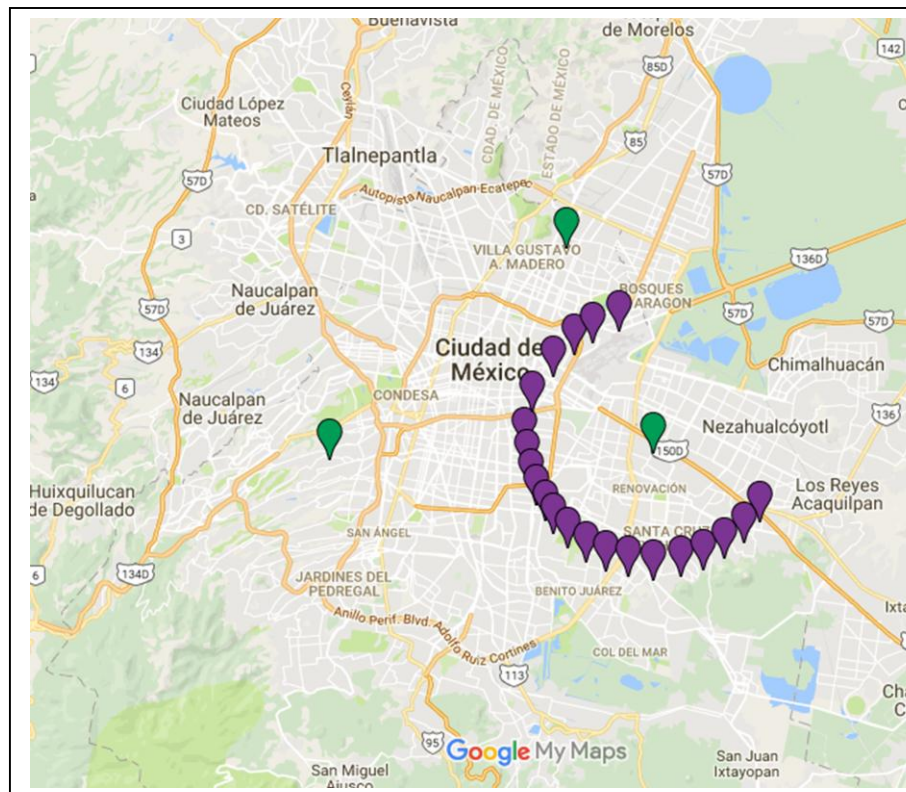 Buenavista
de Morelos
142
85D
Ciudad López
Mateos
CDAD. DE MÉXICO
ESTADO DE MÉXICO
Ceylán
85
Tlalnepantla
57D
57D
Autopista Naucalpan-Ecatepec
CD. SATÉLITE
3
VILLA GUSTAVO
A. MADERO
136D
Naucalpan
de Juárez
BOSQUES
ARAGON
57D
57D
134
Ciudad de
México
Chimalhuacán
134
6
CONDESA
Naucalpan
de Juárez
136
Nezahualcóyotl
150D
Huixquilucan
de Degollado
RENOVACIÓN
Los Reyes
Acaquilpan
SAN ÁNGEL
SANTA CRUZ
6
134D
JARDINES DEL
PEDREGAL
BENITO JUÁREZ
Anillo Perif. Blvd. Adolfo Ruiz Cortines
COL DEL MAR
113
95
Google My Maps
San Juan
Ixtayopan
San Miguel
Ajusco